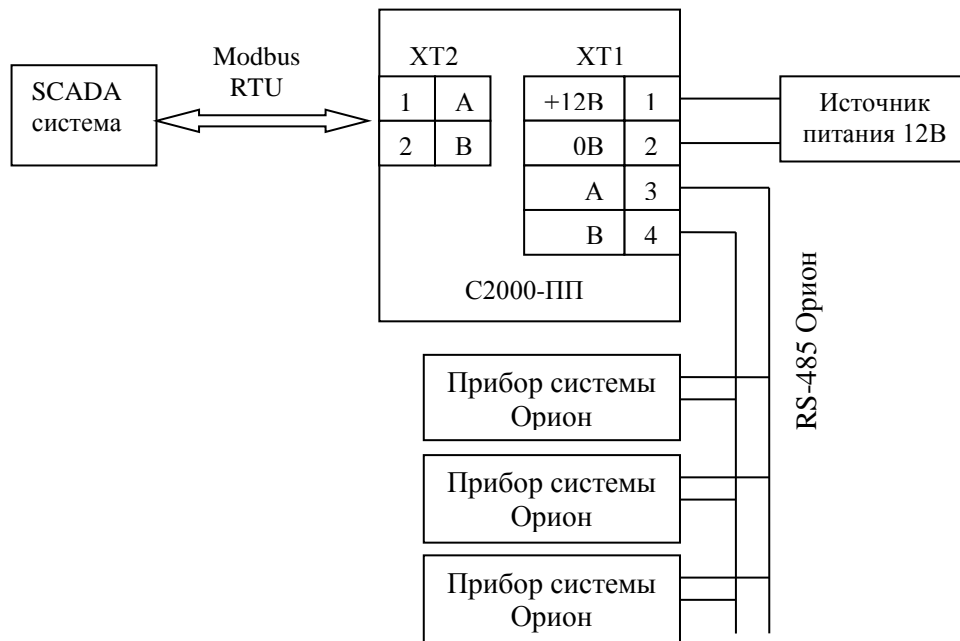 SCADA
система
Modbus
RTU
XT2
1 A
2 B
XT1
+12В 1
0В 2
A 3
B 4
С2000-ПП
Источник
питания 12В
RS-485 Орион
Прибор системы
Орион
Прибор системы
Орион
Прибор системы
Орион